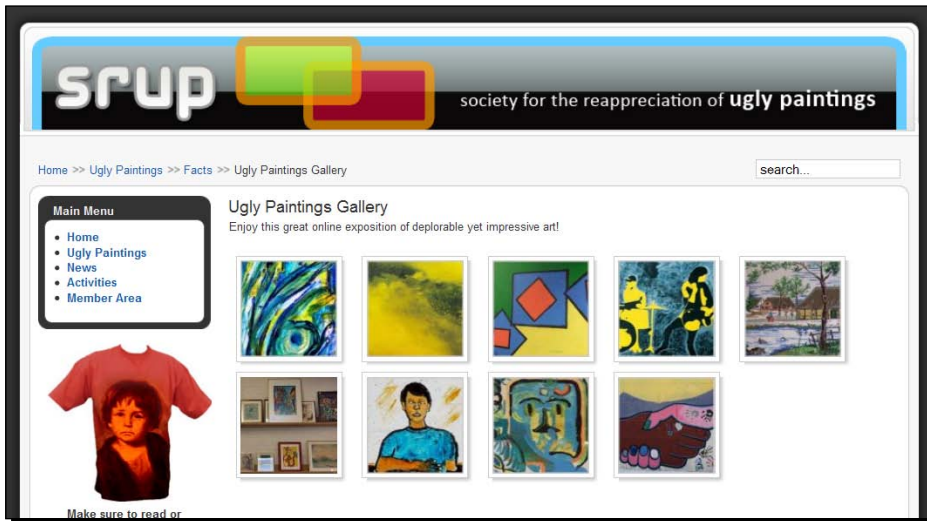 srup
society for the reappreciation of ugly paintings
Home >> Ugly Paintings >> Facts >> Ugly Paintings Gallery
search...
Main Menu
Home
Ugly Paintings
News
Activities
Member Area
Ugly Paintings Gallery
Enjoy this great online exposition of deplorable yet impressive art!
Make sure to read or